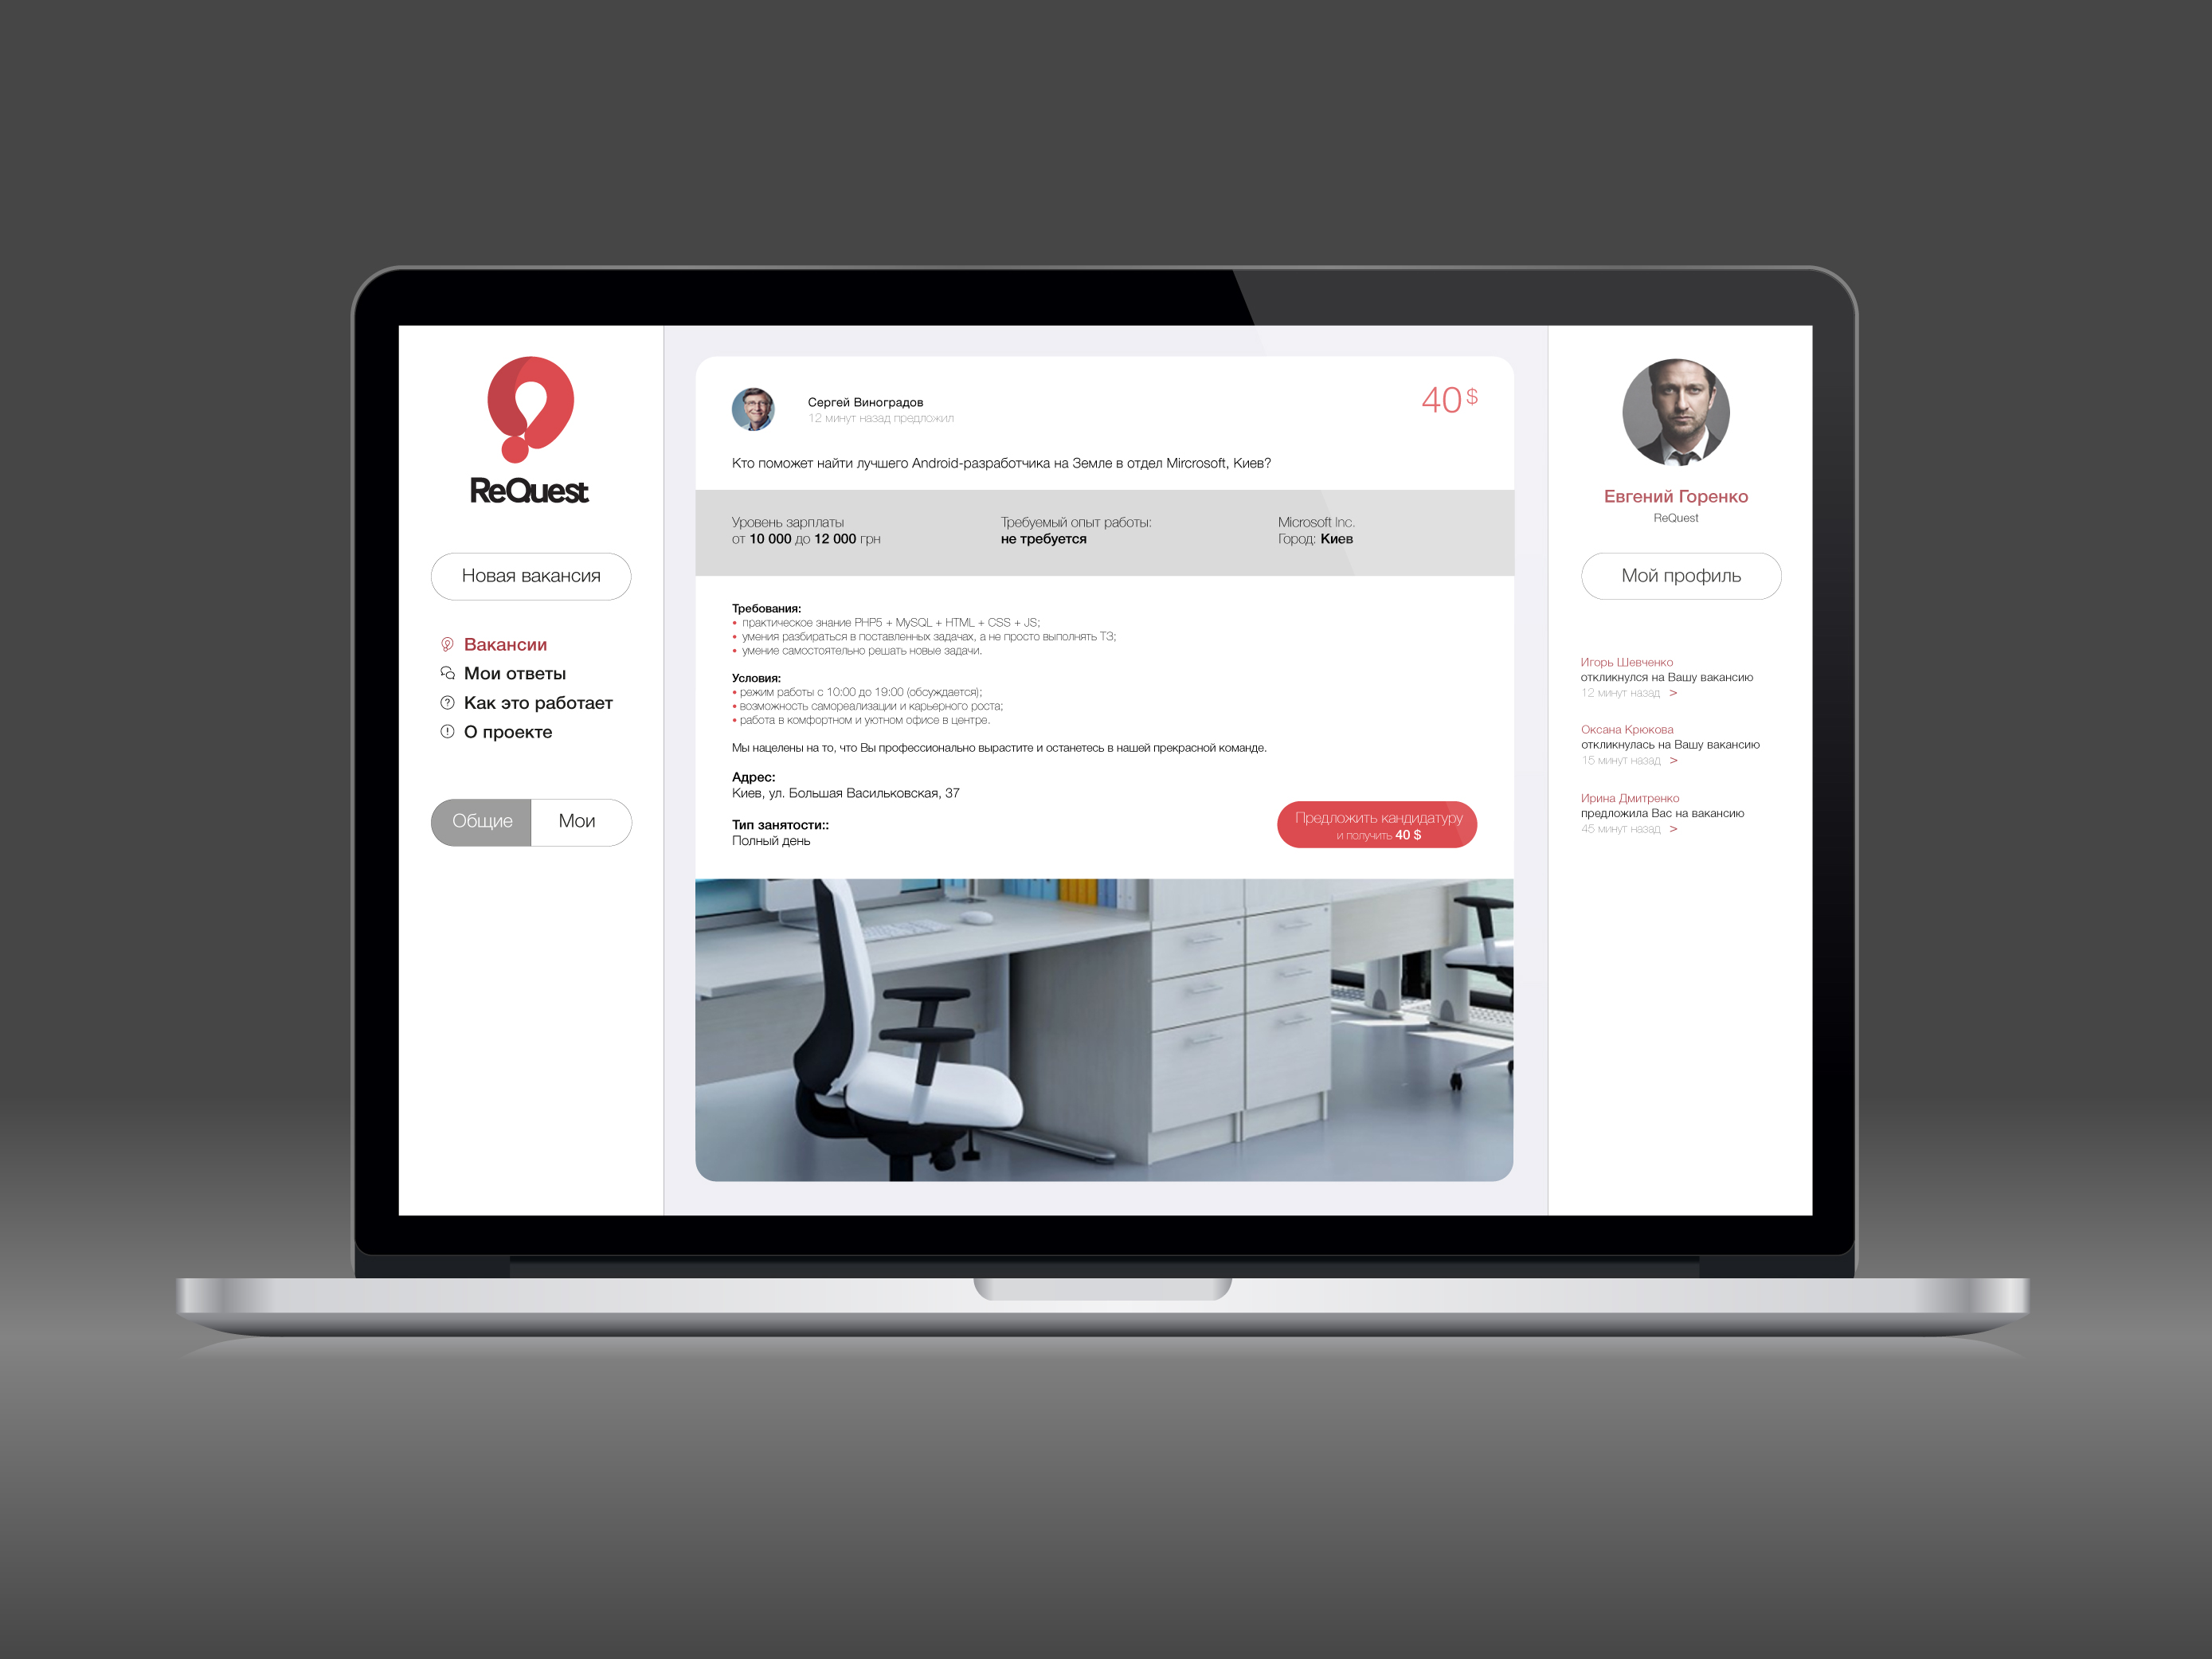 ReQuest
Новая вакансия
Вакансии
Мои ответы
Как это работает
О проекте
Общие
Мои
Сергей Виноградов
12 минут назад предложил
40 $
Кто поможет найти лучшего Android-разработчика на Земле в отдел Mircrosoft, Киев?
Уровень зарплаты
от 10 000 до 12 000 грн
Требуемый опыт работы:
не требуется
Microsoft Inc.
Город: Киев
Требования:
• практическое знание PHP5 + MySQL + HTML + CSS + JS;
• умения разбираться в поставленных задачах, а не просто выполнять ТЗ;
• умение самостоятельно решать новые задачи.
Условия:
• режим работы с 10:00 до 19:00 (обсуждается);
• возможность самореализации и карьерного роста;
• работа в комфортном и уютном офисе в центре.
Мы нацелены на то, что Вы профессионально вырастите и останетесь в нашей прекрасной команде.
Адрес:
Киев, ул. Большая Васильковская, 37
Тип занятости::
Полный день
Предложить кандидатуру
и получить 40 $
Евгений Горенко
ReQuest
Мой профиль
Игорь Шевченко
откликнулся на Вашу вакансию
12 минут назад >
Оксана Крюкова
откликнулась на Вашу вакансию
15 минут назад >
Ирина Дмитренко
предложила Вас на вакансию
45 минут назад >